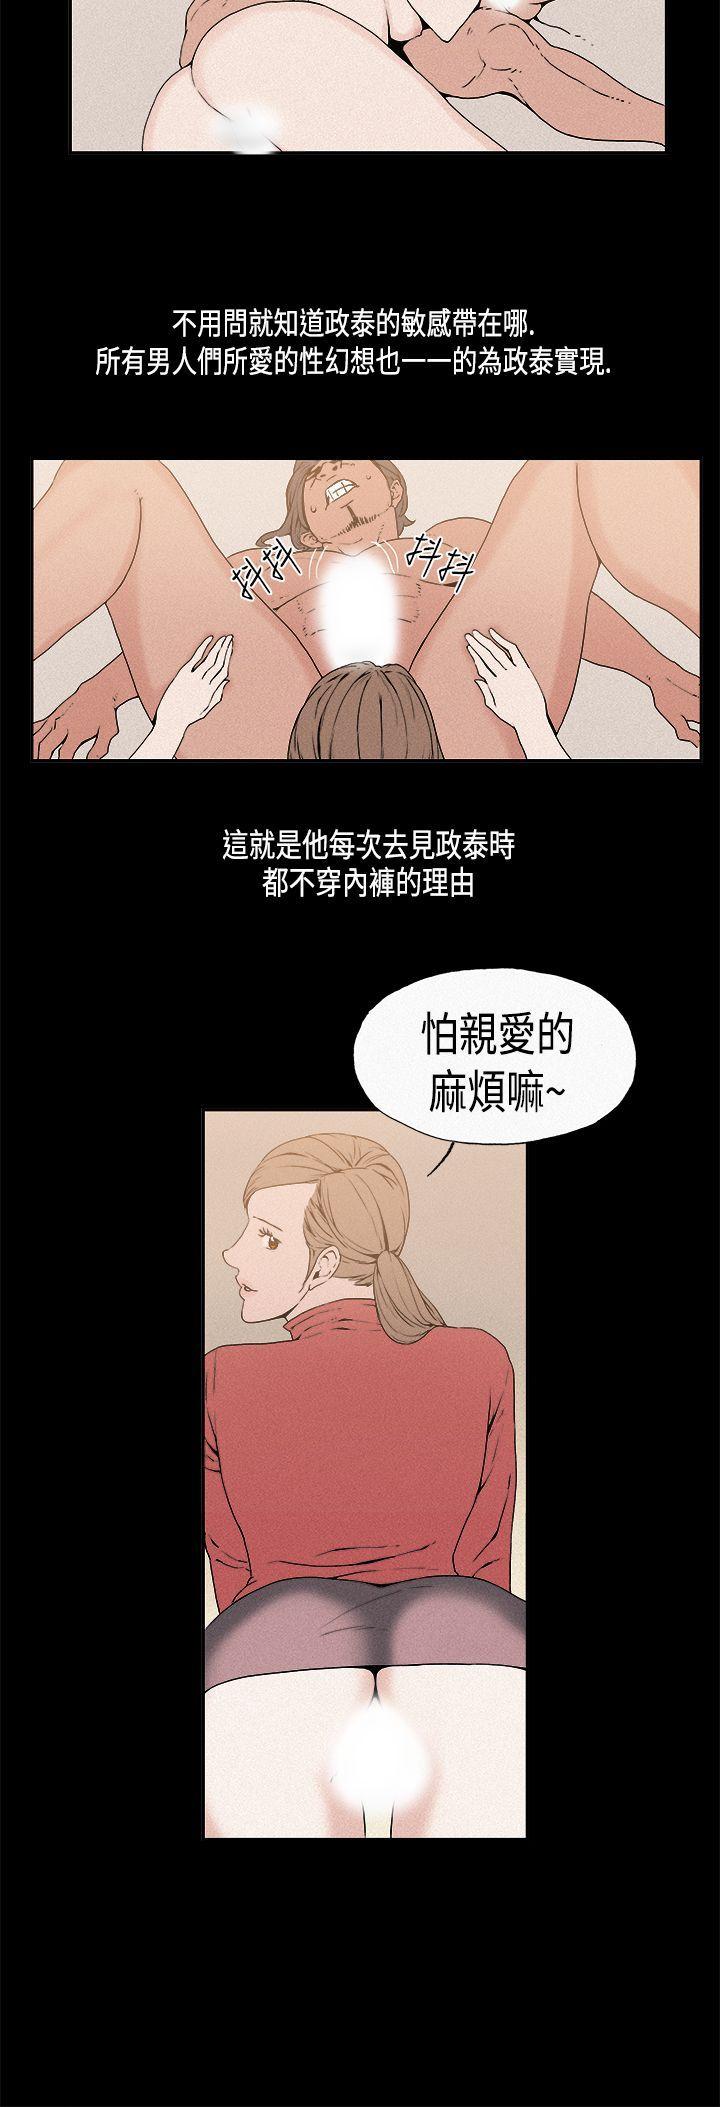 不用問就知道政泰的敏感帶在哪.
所有男人們所愛的性幻想也一一的為政泰實現.
抖抖
抖抖
這就是他每次去見政泰時
都不穿內褲的理由
怕親愛的
麻煩嘛~